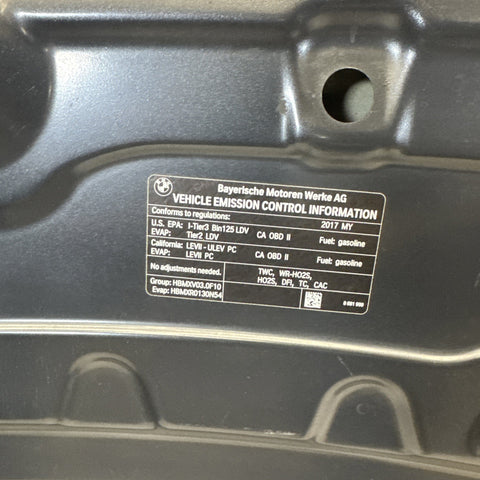 Bayerische Motoren Werke AG
VEHICLE EMISSION CONTROL INFORMATION
Conforms to regulations: 2017 MY
U.S. EPA: I-Tier3 Bin125 LDV CA OBD II Fuel: gasoline
EVAP: Tier2 LDV
California: LEVII - ULEV PC CA OBD II Fuel: gasoline
EVAP: LEVII PC
No adjustments needed. TWC, WR-HO2S,
HO2S, DFI, TC, CAC
Group: HBMXV03.0F10
Evap: HBMXR0130N54